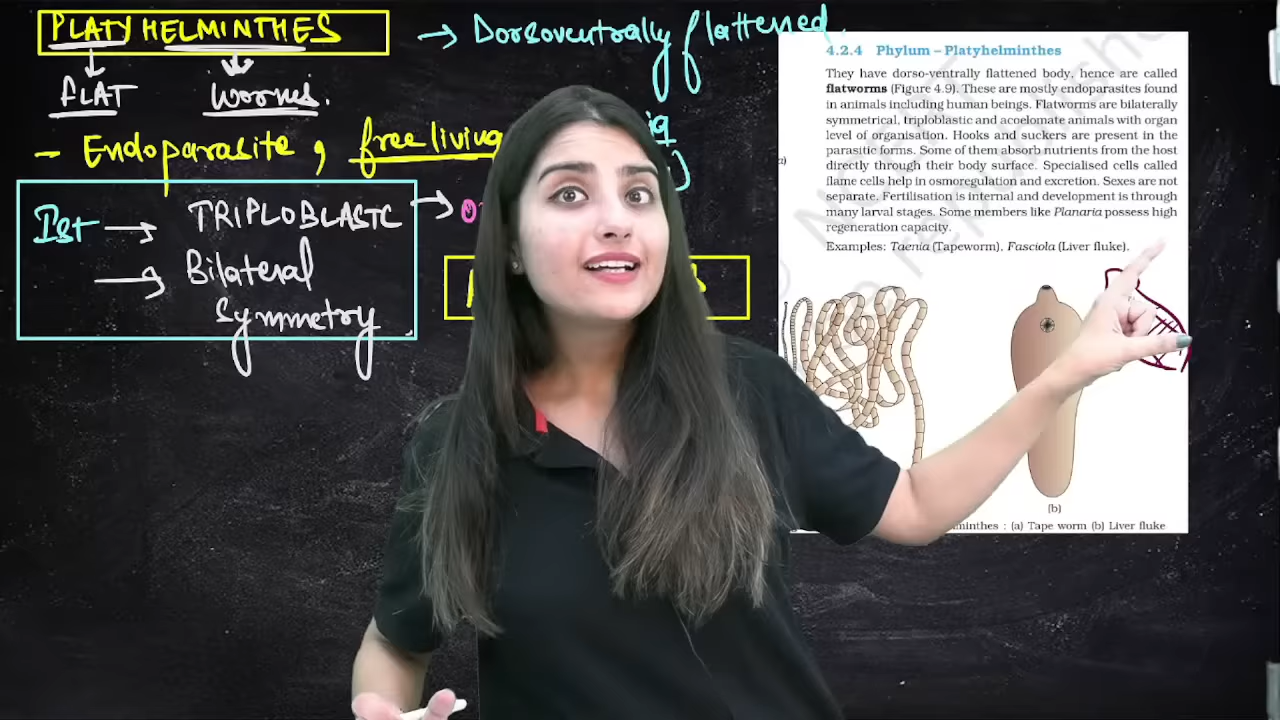 PLATYHELMINTHES → Dorsoventrally flattened.
FLAT worms.
- Endoparasite, free living
Ist → TRIPLOBLASTC →
→ Bilateral
Symmetry
4.2.4 Phylum – Platyhelminthes
They have dorso-ventrally flattened body, hence are called
flatworms (Figure 4.9). These are mostly endoparasites found
in animals including human beings. Flatworms are bilaterally
symmetrical, triploblastic and acoelomate animals with organ
level of organisation. Hooks and suckers are present in the
parasitic forms. Some of them absorb nutrients from the host
directly through their body surface. Specialised cells called
flame cells help in osmoregulation and excretion. Sexes are not
separate. Fertilisation is internal and development is through
many larval stages. Some members like Planaria possess high
regeneration capacity.
Examples: Taenia (Tapeworm), Fasciola (Liver fluke).
(b)
: (a) Tape worm (b) Liver fluke